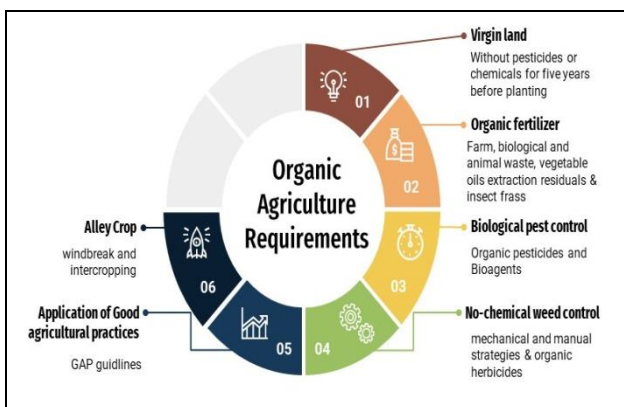 Virgin land
Without pesticides or
chemicals for five years
before planting
01
Organic fertilizer
Farm, biological and
animal waste, vegetable
oils extraction residuals &
insect frass
02
Biological pest control
Organic pesticides and
Bioagents
03
No-chemical weed control
mechanical and manual
strategies & organic
herbicides
04
Application of Good
agricultural practices
GAP guidlines
05
Alley Crop
windbreak and
intercropping
06
Organic
Agriculture
Requirements
$